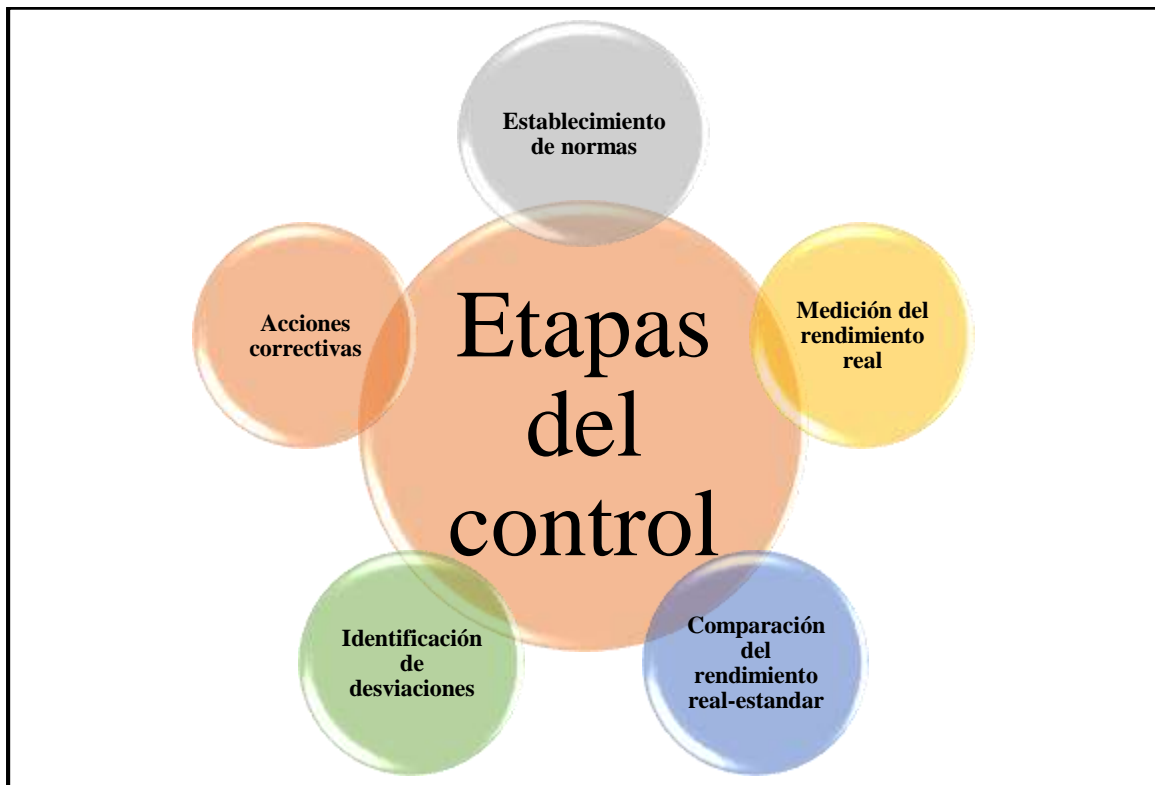 Establecimiento
de normas
Medición del
rendimiento
real
Comparación
del
rendimiento
real-estandar
Identificación
de
desviaciones
Acciones
correctivas
Etapas
del
control